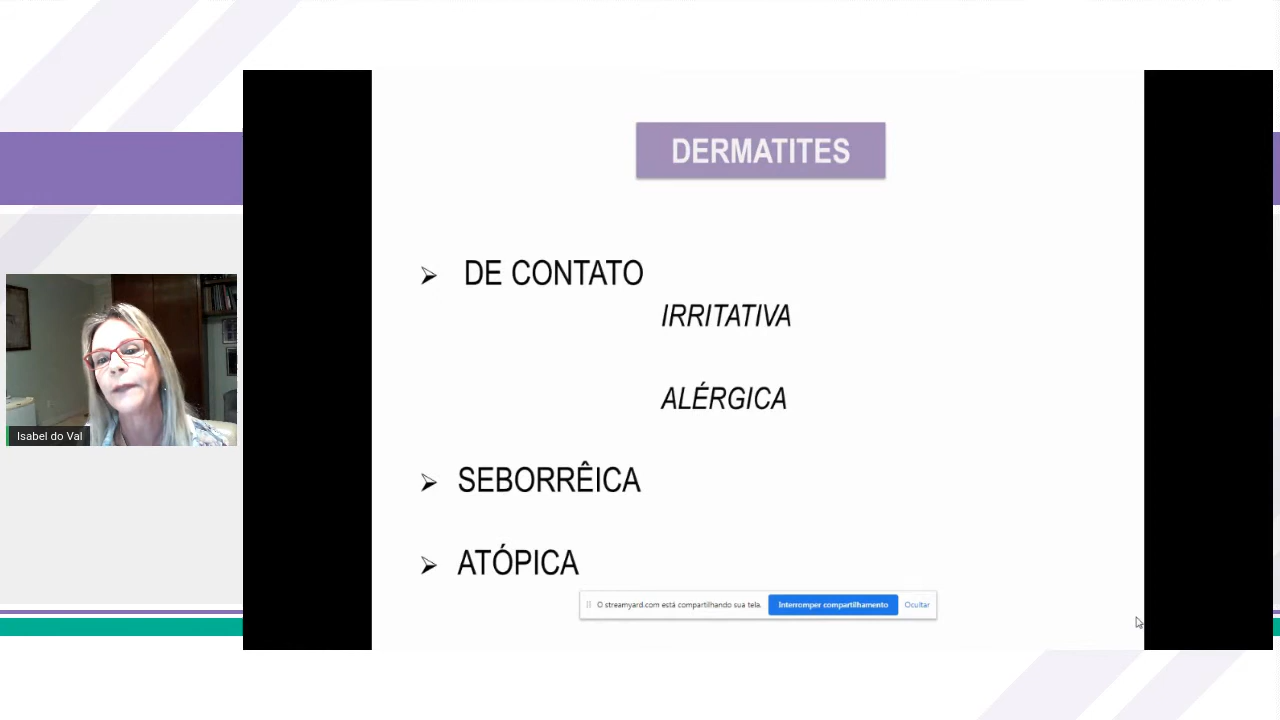 DERMATITES
DE CONTATO
IRRITATIVA
ALÉRGICA
SEBORRÊICA
ATÓPICA
Isabel do Val
O streamyard.com está compartilhando sua tela. Interromper compartilhamento Ocultar